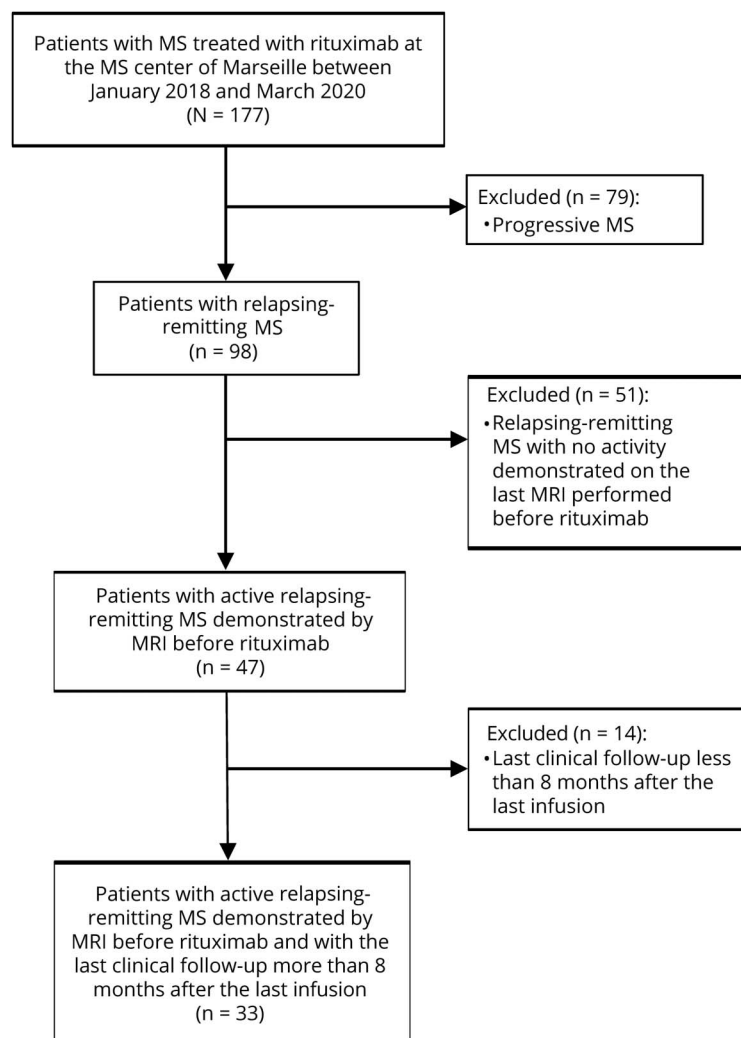 Patients with MS treated with rituximab at
the MS center of Marseille between
January 2018 and March 2020
(N = 177)
Excluded (n = 79):
•Progressive MS
Patients with relapsing-
remitting MS
(n = 98)
Excluded (n = 51):
•Relapsing-remitting
MS with no activity
demonstrated on the
last MRI performed
before rituximab
Patients with active relapsing-
remitting MS demonstrated by
MRI before rituximab
(n = 47)
Excluded (n = 14):
•Last clinical follow-up less
than 8 months after the
last infusion
Patients with active relapsing-
remitting MS demonstrated by
MRI before rituximab and with the
last clinical follow-up more than 8
months after the last infusion
(n = 33)